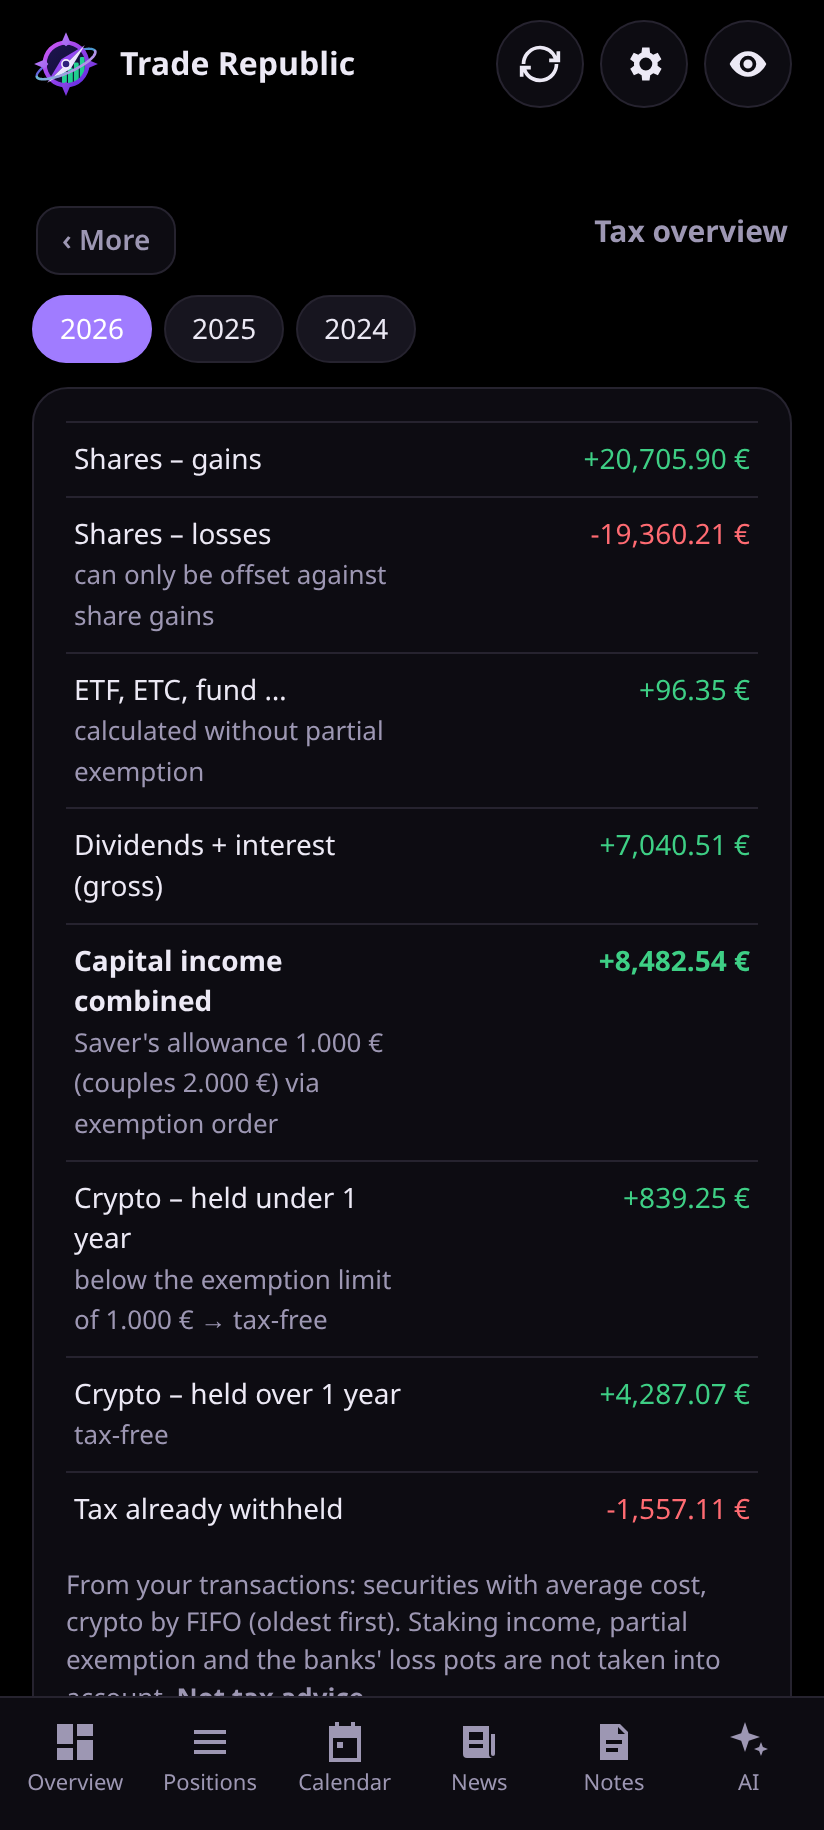 Trade Republic
‹ More
Tax overview
2026 2025 2024
Shares – gains +20,705.90 €
Shares – losses -19,360.21 €
can only be offset against
share gains
ETF, ETC, fund ... +96.35 €
calculated without partial
exemption
Dividends + interest +7,040.51 €
(gross)
Capital income +8,482.54 €
combined
Saver's allowance 1.000 €
(couples 2.000 €) via
exemption order
Crypto – held under 1 +839.25 €
year
below the exemption limit
of 1.000 € → tax-free
Crypto – held over 1 year +4,287.07 €
tax-free
Tax already withheld -1,557.11 €
From your transactions: securities with average cost,
crypto by FIFO (oldest first). Staking income, partial
exemption and the banks' loss pots are not taken into
account. Not tax advice
Overview Positions Calendar News Notes AI